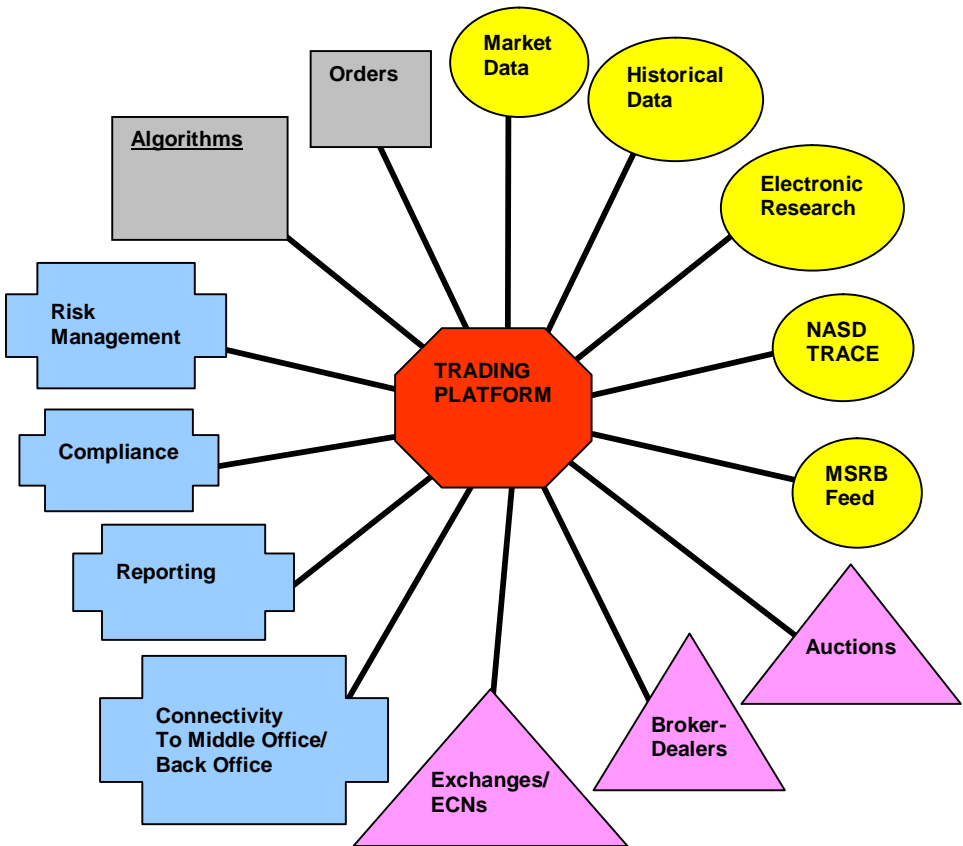 Market
Data
Orders
Historical
Data
Algorithms
Electronic
Research
Risk
Management
NASD
TRACE
TRADING
PLATFORM
Compliance
MSRB
Feed
Reporting
Auctions
Connectivity
To Middle Office/
Back Office
Broker-
Dealers
Exchanges/
ECNs